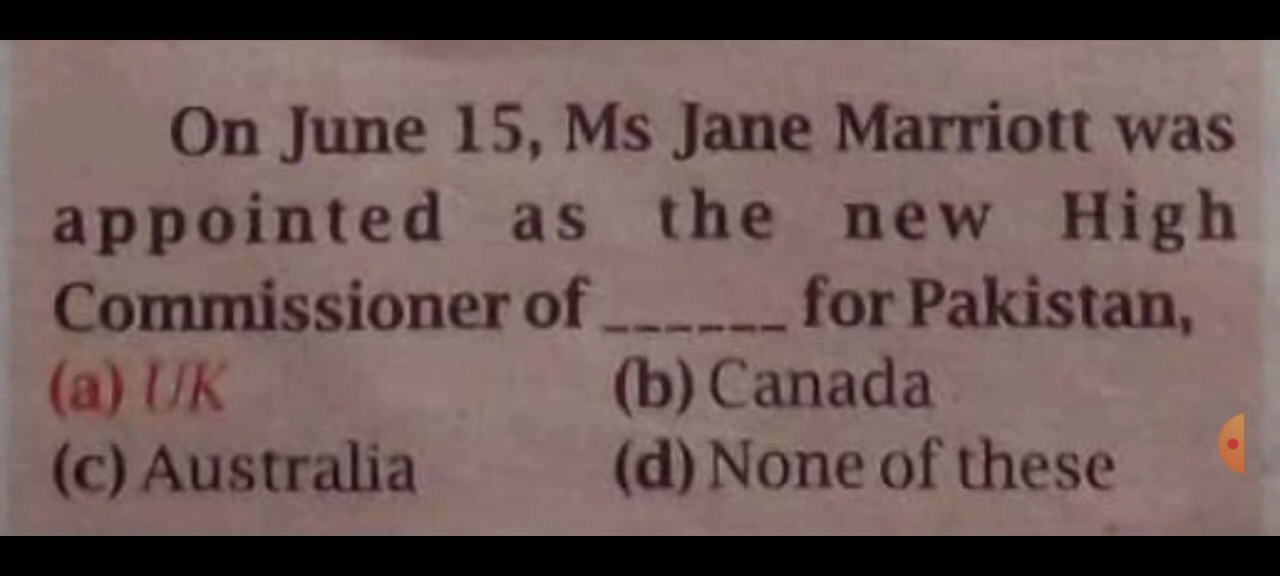 On June 15, Ms Jane Marriott was
appointed as the new High
Commissioner of ______ for Pakistan,
(a) UK (b) Canada
(c) Australia (d) None of these